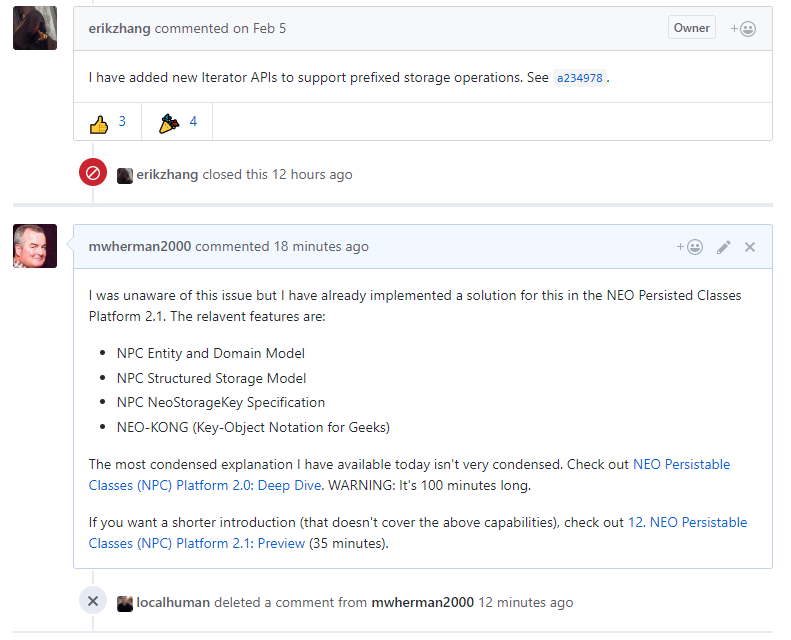 erikzhang commented on Feb 5
Owner
I have added new Iterator APIs to support prefixed storage operations. See a234978 .
3
4
erikzhang closed this 12 hours ago
mwherman2000 commented 18 minutes ago
I was unaware of this issue but I have already implemented a solution for this in the NEO Persisted Classes
Platform 2.1. The relavent features are:
• NPC Entity and Domain Model
• NPC Structured Storage Model
• NPC NeoStorageKey Specification
• NEO-KONG (Key-Object Notation for Geeks)
The most condensed explanation I have available today isn't very condensed. Check out NEO Persistable
Classes (NPC) Platform 2.0: Deep Dive. WARNING: It's 100 minutes long.
If you want a shorter introduction (that doesn't cover the above capabilities), check out 12. NEO Persistable
Classes (NPC) Platform 2.1: Preview (35 minutes).
localhuman deleted a comment from mwherman2000 12 minutes ago